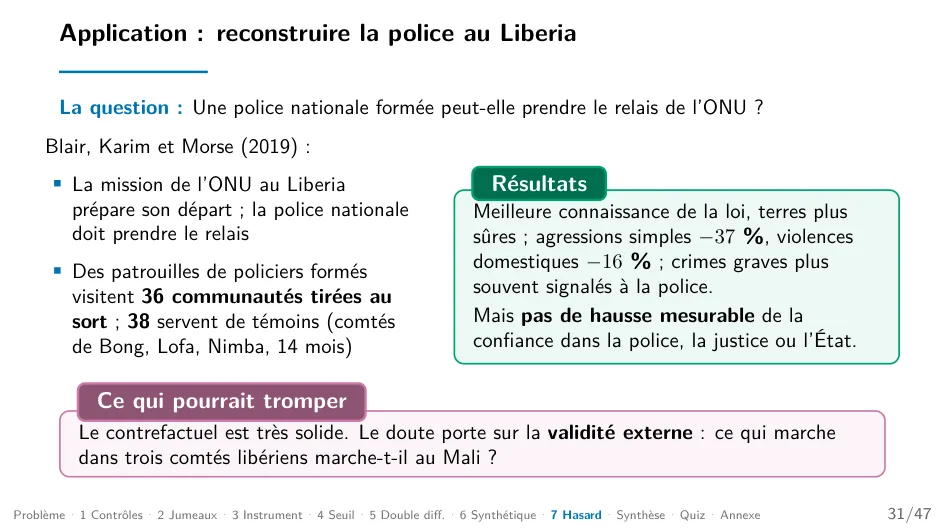 Application : reconstruire la police au Liberia
La question : Une police nationale formée peut-elle prendre le relais de l'ONU ?
Blair, Karim et Morse (2019) :
La mission de l'ONU au Liberia
prépare son départ ; la police nationale
doit prendre le relais
Des patrouilles de policiers formés
visitent 36 communautés tirées au
sort ; 38 servent de témoins (comtés
de Bong, Lofa, Nimba, 14 mois)
Résultats
Meilleure connaissance de la loi, terres plus
sûres ; agressions simples −37 %, violences
domestiques −16 % ; crimes graves plus
souvent signalés à la police.
Mais pas de hausse mesurable de la
confiance dans la police, la justice ou l'État.
Ce qui pourrait tromper
Le contrefactuel est très solide. Le doute porte sur la validité externe : ce qui marche
dans trois comtés libériens marche-t-il au Mali ?
Problème · 1 Contrôles · 2 Jumeaux · 3 Instrument · 4 Seuil · 5 Double diff. · 6 Synthétique · 7 Hasard · Synthèse · Quiz · Annexe
31/47